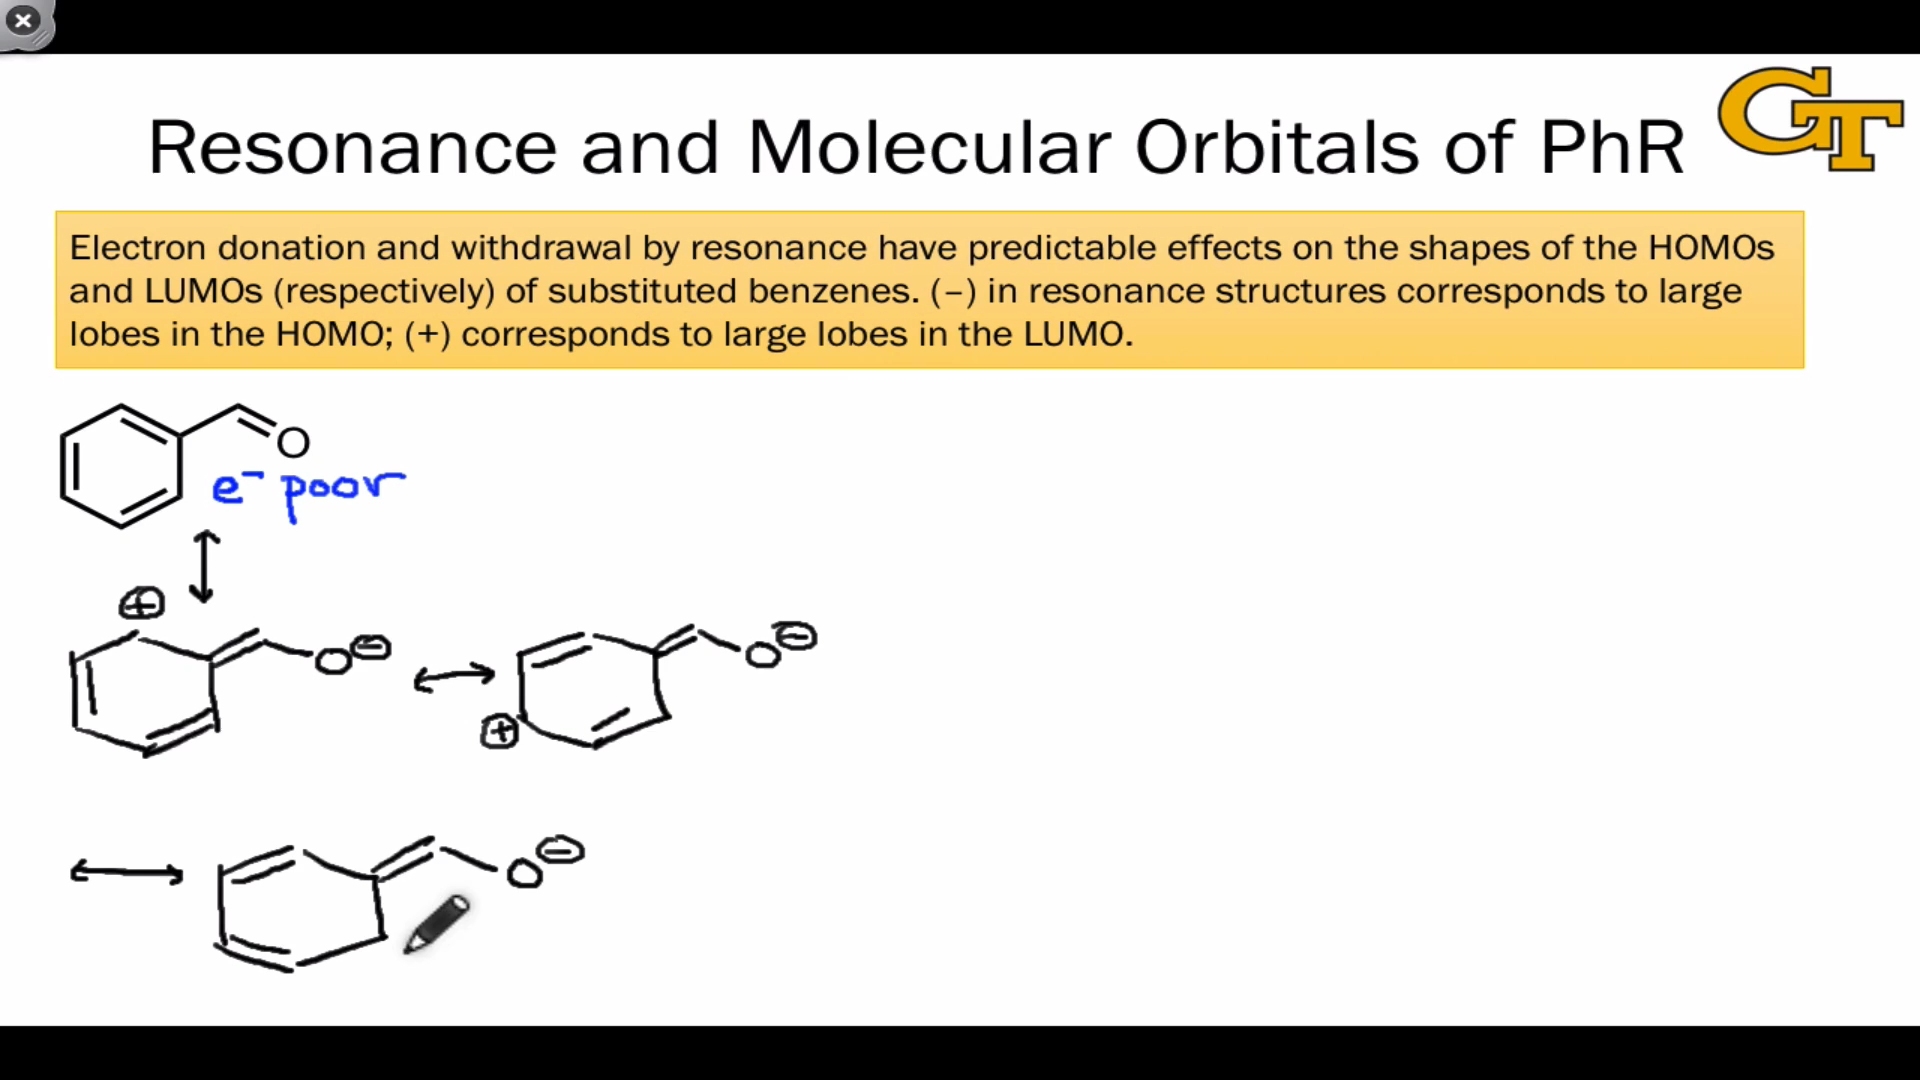 Resonance and Molecular Orbitals of PhR
GT
Electron donation and withdrawal by resonance have predictable effects on the shapes of the HOMOs
and LUMOs (respectively) of substituted benzenes. (–) in resonance structures corresponds to large
lobes in the HOMO; (+) corresponds to large lobes in the LUMO.
O
e⁻ poor
⊕
O⊖
O⊖
⊕
O⊖